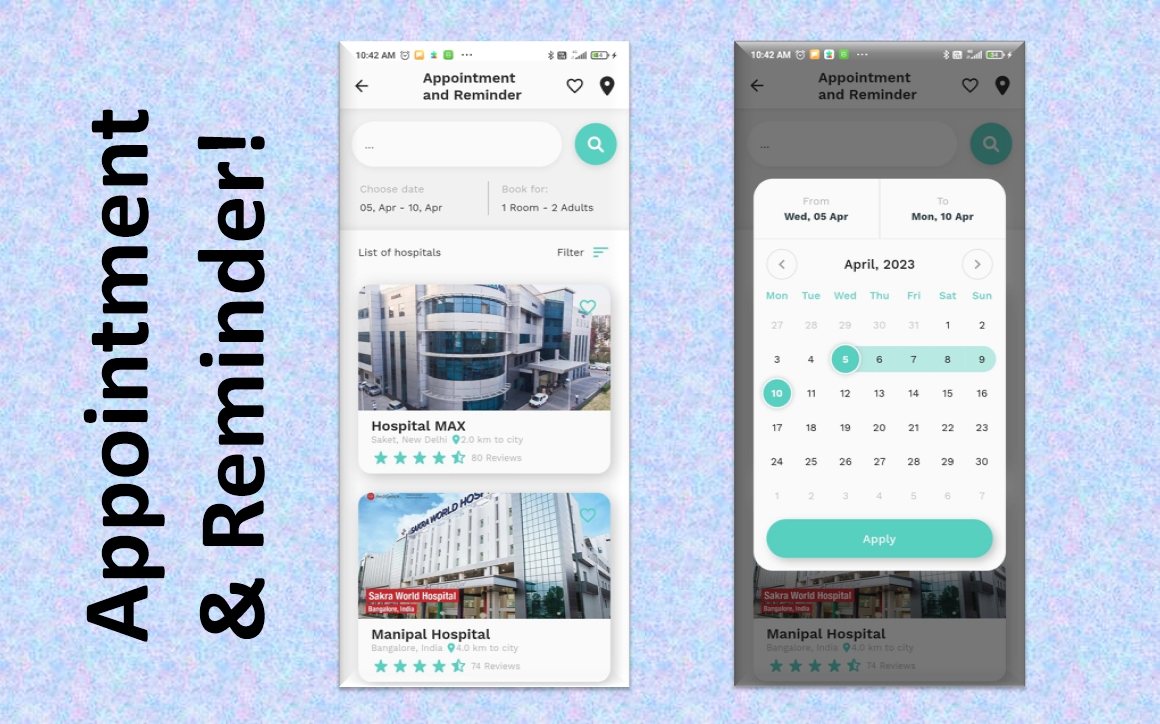 Appointment
& Reminder!
10:42 AM
Appointment
and Reminder
...
Choose date
05, Apr - 10, Apr
Book for:
1 Room - 2 Adults
List of hospitals
Filter
Hospital MAX
Saket, New Delhi 2.0 km to city
80 Reviews
SAKRA WORLD HOSP
Sakra World Hospital
Bangalore, India
Manipal Hospital
Bangalore, India 4.0 km to city
74 Reviews
10:42 AM
Appointment
and Reminder
...
From
Wed, 05 Apr
To
Mon, 10 Apr
April, 2023
Mon Tue Wed Thu Fri Sat Sun
27 28 29 30 31 1 2
3 4 5 6 7 8 9
10 11 12 13 14 15 16
17 18 19 20 21 22 23
24 25 26 27 28 29 30
1 2 3 4 5 6 7
Apply
Sakra World Hospital
Bangalore, India
Manipal Hospital
Bangalore, India 4.0 km to city
74 Reviews